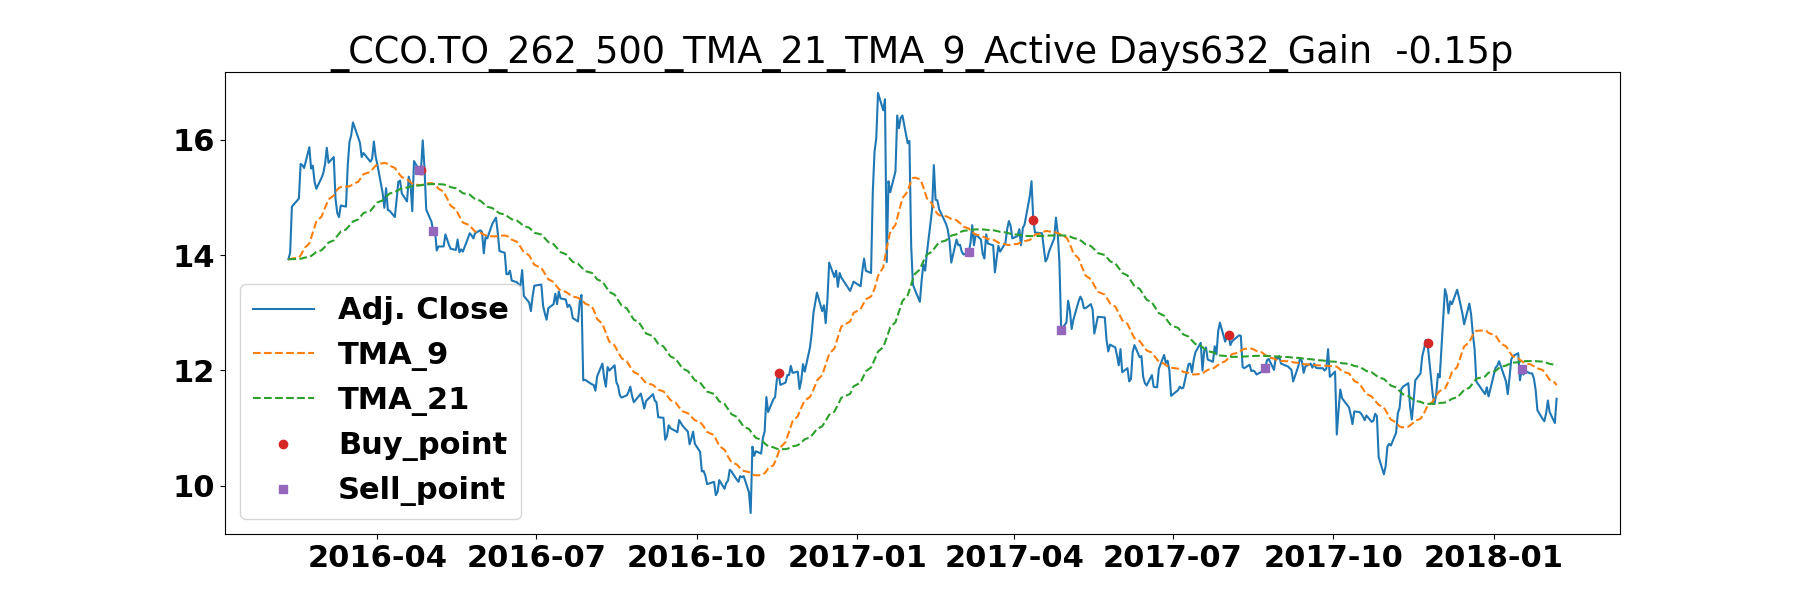 _CCO.TO_262_500_TMA_21_TMA_9_Active Days632_Gain  -0.15p
16
14
12
10
Adj. Close
TMA_9
TMA_21
Buy_point
Sell_point
2016-04 2016-07 2016-10 2017-01 2017-04 2017-07 2017-10 2018-01